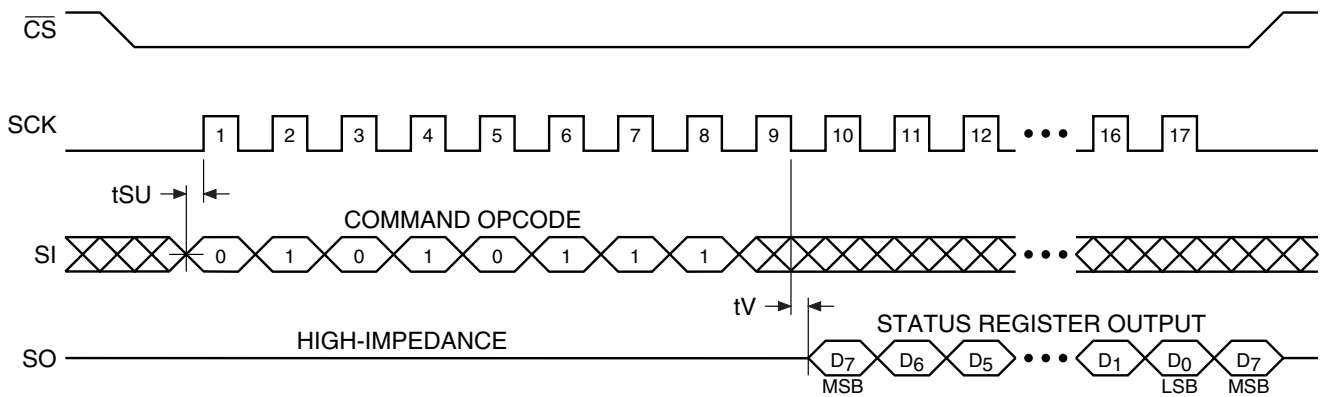 CS
SCK
1 2 3 4 5 6 7 8 9 10 11 12 ••• 16 17
tSU
COMMAND OPCODE
SI
0 1 0 1 0 1 1 1 •••
tV
HIGH-IMPEDANCE
STATUS REGISTER OUTPUT
SO
D7 D6 D5 ••• D1 D0 D7
MSB LSB MSB